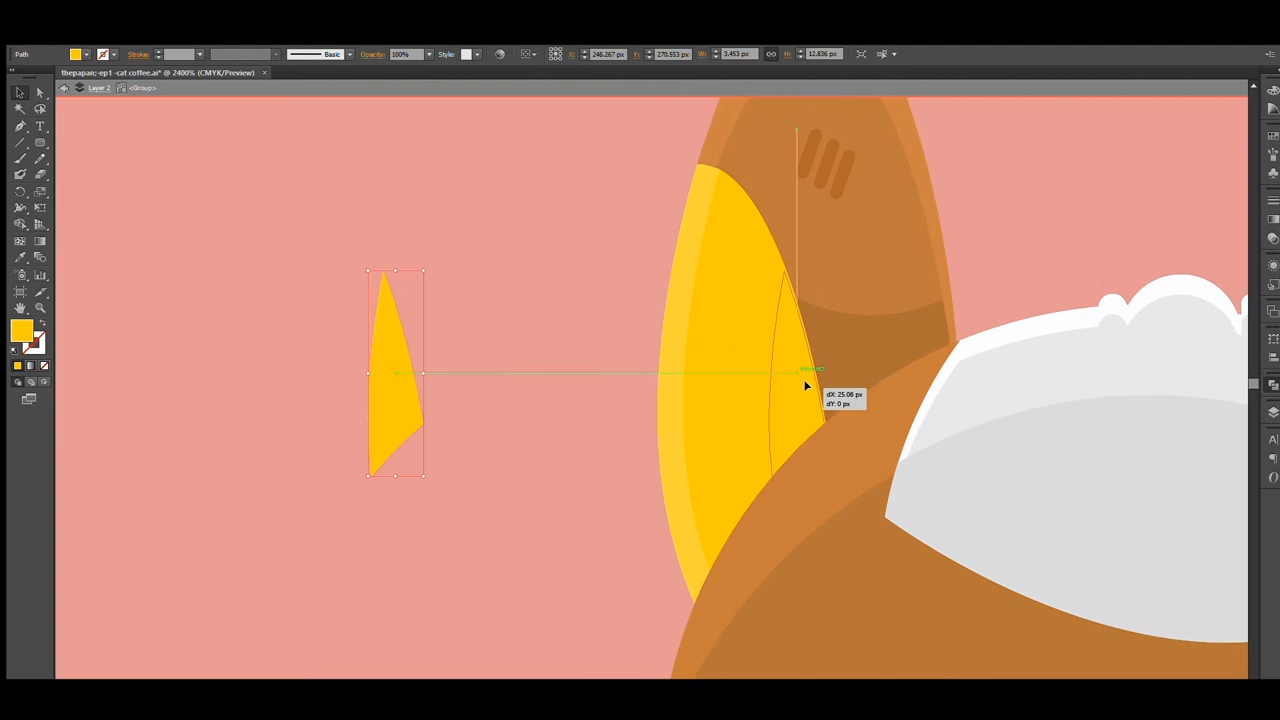 Path Stroke: Basic Opacity: 100% Style: X: 248.267 px Y: 270.553 px W: 3.453 px H: 12.836 px
thepapan;-ep1 -cat coffee.ai* @ 2400% (CMYK/Preview) ×
Layer 2 <Group>
intersect
dX: 25.06 px
dY: 0 px